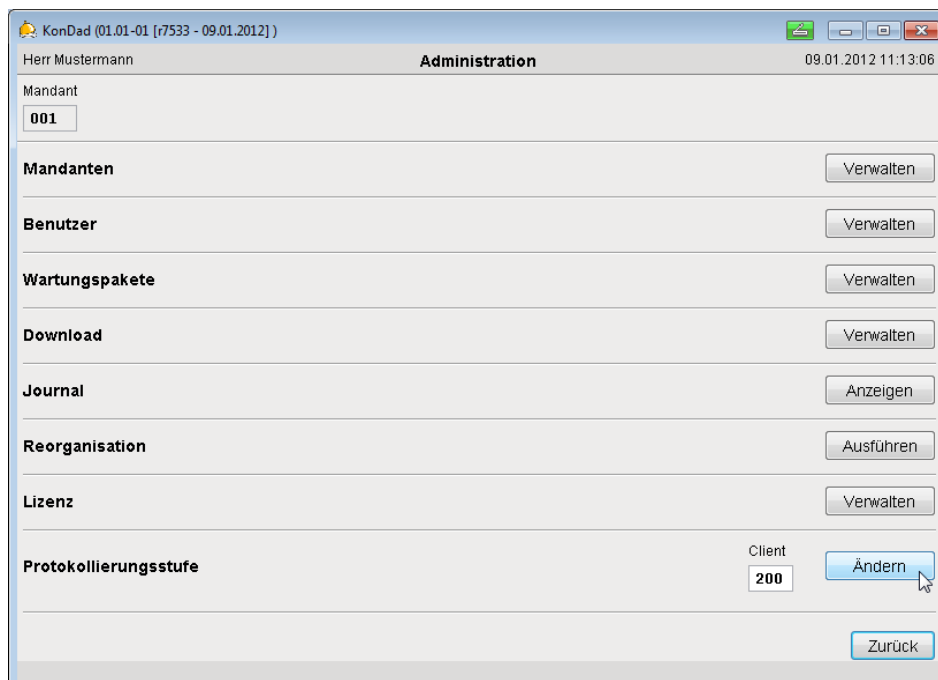 KonDad (01.01-01 [r7533 - 09.01.2012] )
Herr Mustermann Administration 09.01.2012 11:13:06
Mandant
001
Mandanten Verwalten
Benutzer Verwalten
Wartungspakete Verwalten
Download Verwalten
Journal Anzeigen
Reorganisation Ausführen
Lizenz Verwalten
Client
Protokollierungsstufe 200 Ändern
Zurück